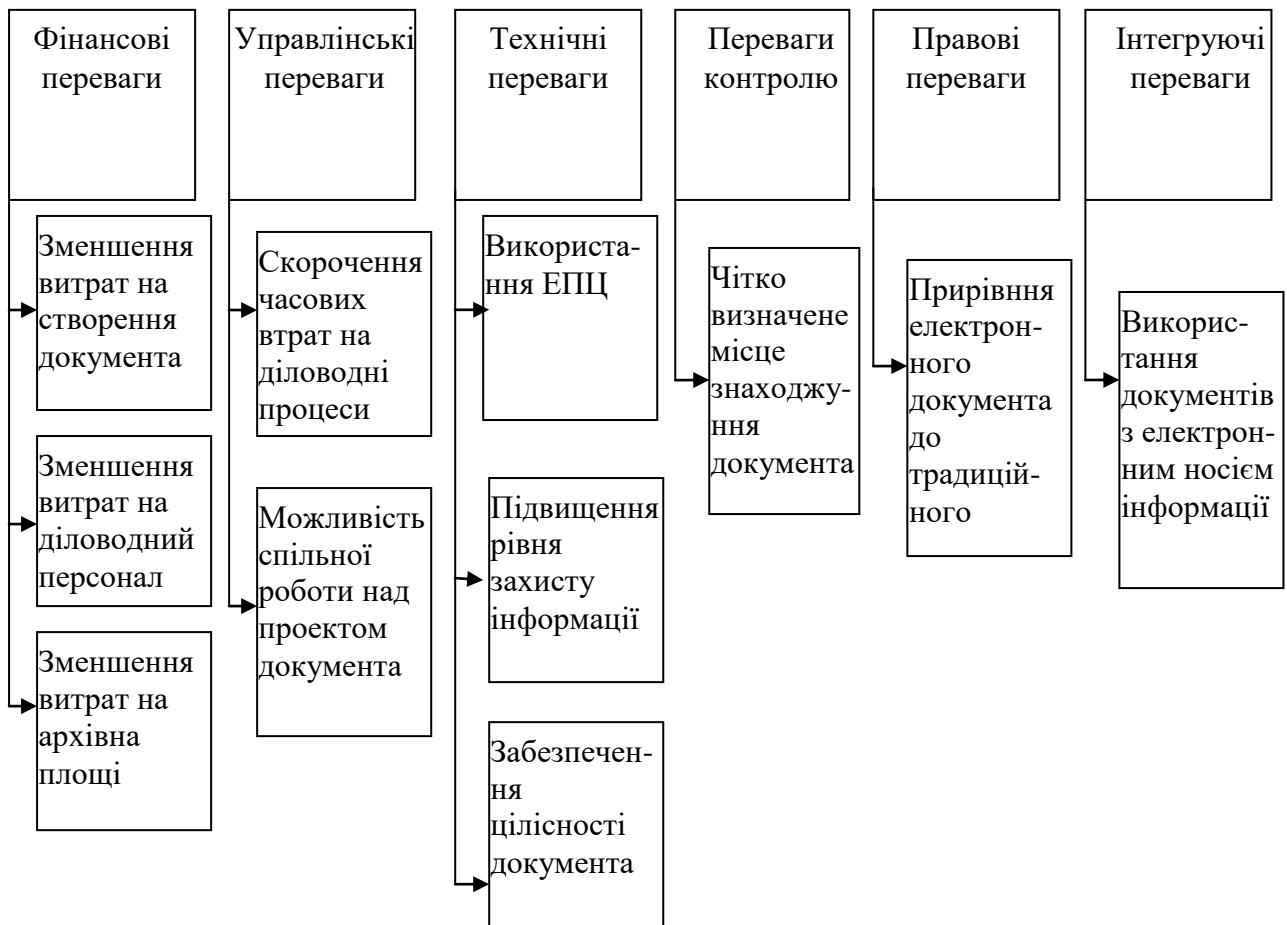 Фінансові
переваги
Управлінські
переваги
Технічні
переваги
Переваги
контролю
Правові
переваги
Інтегруючі
переваги
Зменшення
витрат на
створення
документа
Зменшення
витрат на
діловодний
персонал
Зменшення
витрат на
архівна
площі
Скорочення
часових
втрат на
діловодні
процеси
Можливість
спільної
роботи над
проектом
документа
Використа-
ння ЕПЦ
Підвищення
рівня
захисту
інформації
Забезпечен-
ня
цілісності
документа
Чітко
визначене
місце
знаходжу-
ння
документа
Прирівння
електрон-
ного
документа
до
традицій-
ного
Викорис-
тання
документів
з електрон-
ним носієм
інформації